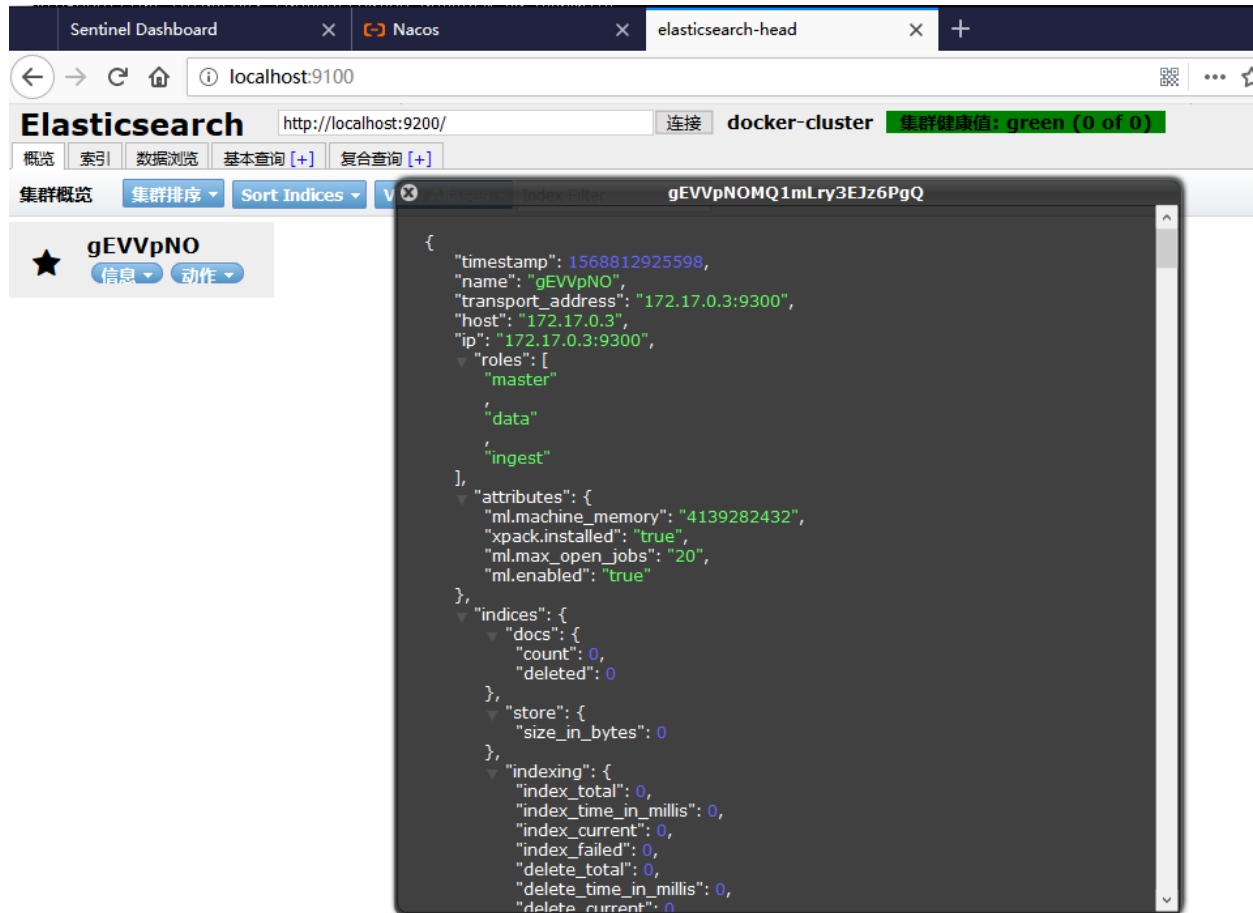 Sentinel Dashboard
Nacos
elasticsearch-head
localhost:9100
Elasticsearch http://localhost:9200/ 连接 docker-cluster 集群健康值: green (0 of 0)
概览 索引 数据浏览 基本查询 [+] 复合查询 [+]
集群概览 集群排序 Sort Indices V Index Filter
gEVVpNOMQ1mLry3EJz6PgQ
gEVVpNO
信息 动作
{
"timestamp": 1568812925598,
"name": "gEVVpNO",
"transport_address": "172.17.0.3:9300",
"host": "172.17.0.3",
"ip": "172.17.0.3:9300",
"roles": [
"master"
,
"data"
,
"ingest"
],
"attributes": {
"ml.machine_memory": "4139282432",
"xpack.installed": "true",
"ml.max_open_jobs": "20",
"ml.enabled": "true"
},
"indices": {
"docs": {
"count": 0,
"deleted": 0
},
"store": {
"size_in_bytes": 0
},
"indexing": {
"index_total": 0,
"index_time_in_millis": 0,
"index_current": 0,
"index_failed": 0,
"delete_total": 0,
"delete_time_in_millis": 0,
"delete_current": 0